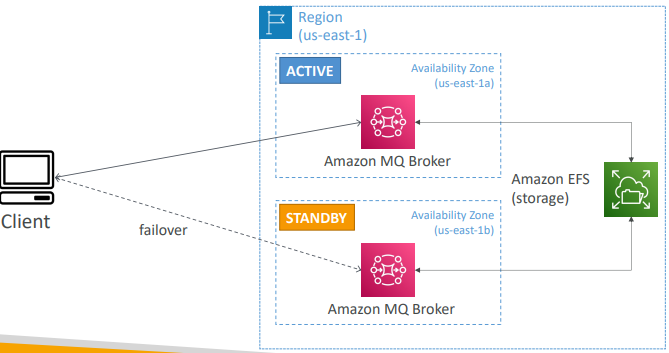 Region
(us-east-1)
ACTIVE
Availability Zone
(us-east-1a)
Amazon MQ Broker
Amazon EFS
(storage)
Client
failover
STANDBY
Availability Zone
(us-east-1b)
Amazon MQ Broker